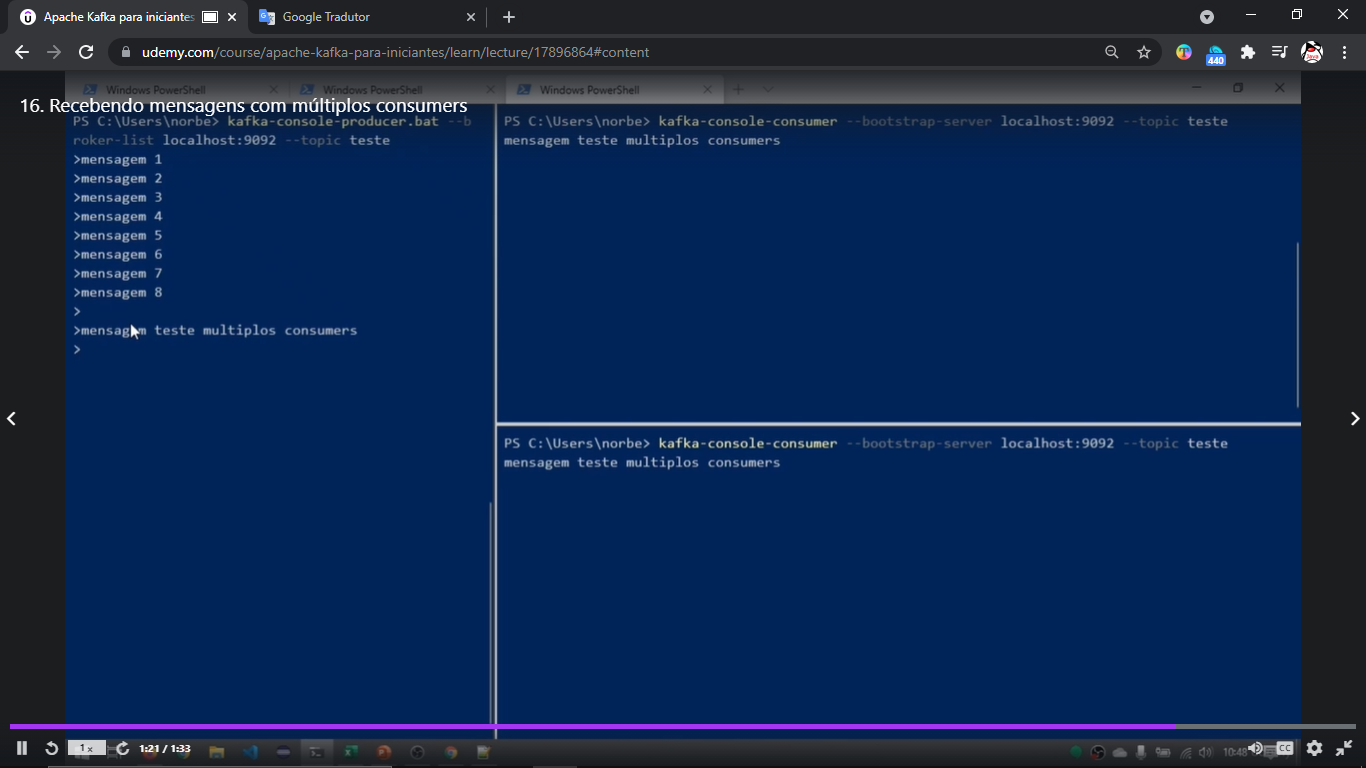 Apache Kafka para iniciantes
Google Tradutor
udemy.com/course/apache-kafka-para-iniciantes/learn/lecture/17896864#content
440
Windows PowerShell
Windows PowerShell
Windows PowerShell
16. Recebendo mensagens com múltiplos consumers
PS C:\Users\norbe> kafka-console-producer.bat --b
roker-list localhost:9092 --topic teste
>mensagem 1
>mensagem 2
>mensagem 3
>mensagem 4
>mensagem 5
>mensagem 6
>mensagem 7
>mensagem 8
>
>mensagem teste multiplos consumers
>
PS C:\Users\norbe> kafka-console-consumer --bootstrap-server localhost:9092 --topic teste
mensagem teste multiplos consumers
PS C:\Users\norbe> kafka-console-consumer --bootstrap-server localhost:9092 --topic teste
mensagem teste multiplos consumers
1 x
1:21 / 1:33
10:48
CC